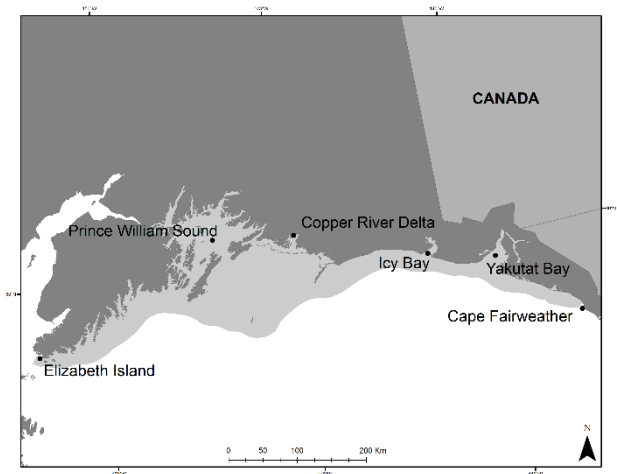 CANADA
Prince William Sound
Copper River Delta
Icy Bay
Yakutat Bay
Cape Fairweather
Elizabeth Island
N
0 50 100 200 Km